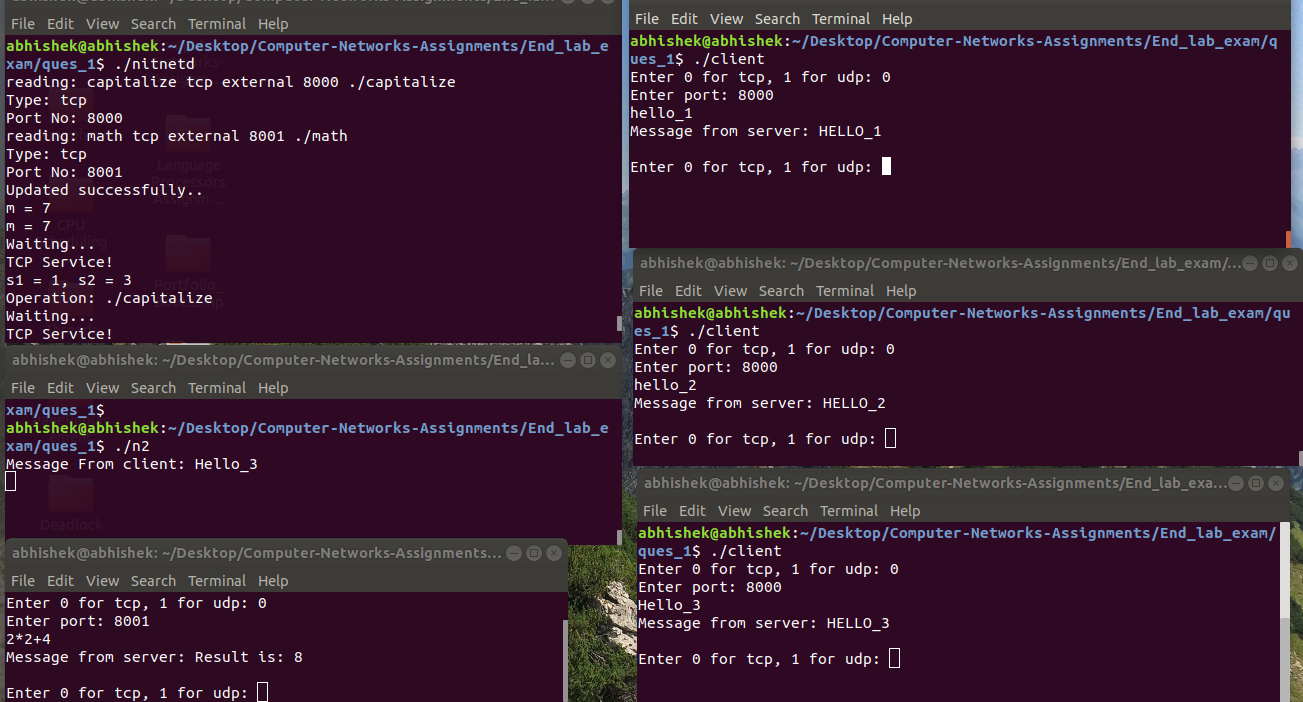 File Edit View Search Terminal Help
abhishek@abhishek:~/Desktop/Computer-Networks-Assignments/End_lab_e
xam/ques_1$ ./nitnetd
reading: capitalize tcp external 8000 ./capitalize
Type: tcp
Port No: 8000
reading: math tcp external 8001 ./math
Type: tcp
Port No: 8001
Updated successfully..
m = 7
m = 7
Waiting...
TCP Service!
s1 = 1, s2 = 3
Operation: ./capitalize
Waiting...
TCP Service!
abhishek@abhishek: ~/Desktop/Computer-Networks-Assignments/End_la...
File Edit View Search Terminal Help
xam/ques_1$
abhishek@abhishek:~/Desktop/Computer-Networks-Assignments/End_lab_e
xam/ques_1$ ./n2
Message From client: Hello_3
Deadlock
abhishek@abhishek: ~/Desktop/Computer-Networks-Assignments...
File Edit View Search Terminal Help
Enter 0 for tcp, 1 for udp: 0
Enter port: 8001
2*2+4
Message from server: Result is: 8
Enter 0 for tcp, 1 for udp:
File Edit View Search Terminal Help
abhishek@abhishek:~/Desktop/Computer-Networks-Assignments/End_lab_exam/q
ues_1$ ./client
Enter 0 for tcp, 1 for udp: 0
Enter port: 8000
hello_1
Message from server: HELLO_1
Enter 0 for tcp, 1 for udp:
abhishek@abhishek: ~/Desktop/Computer-Networks-Assignments/End_lab_exam/...
File Edit View Search Terminal Help
abhishek@abhishek:~/Desktop/Computer-Networks-Assignments/End_lab_exam/qu
es_1$ ./client
Enter 0 for tcp, 1 for udp: 0
Enter port: 8000
hello_2
Message from server: HELLO_2
Enter 0 for tcp, 1 for udp:
abhishek@abhishek: ~/Desktop/Computer-Networks-Assignments/End_lab_exa...
File Edit View Search Terminal Help
abhishek@abhishek:~/Desktop/Computer-Networks-Assignments/End_lab_exam/
ques_1$ ./client
Enter 0 for tcp, 1 for udp: 0
Enter port: 8000
Hello_3
Message from server: HELLO_3
Enter 0 for tcp, 1 for udp: